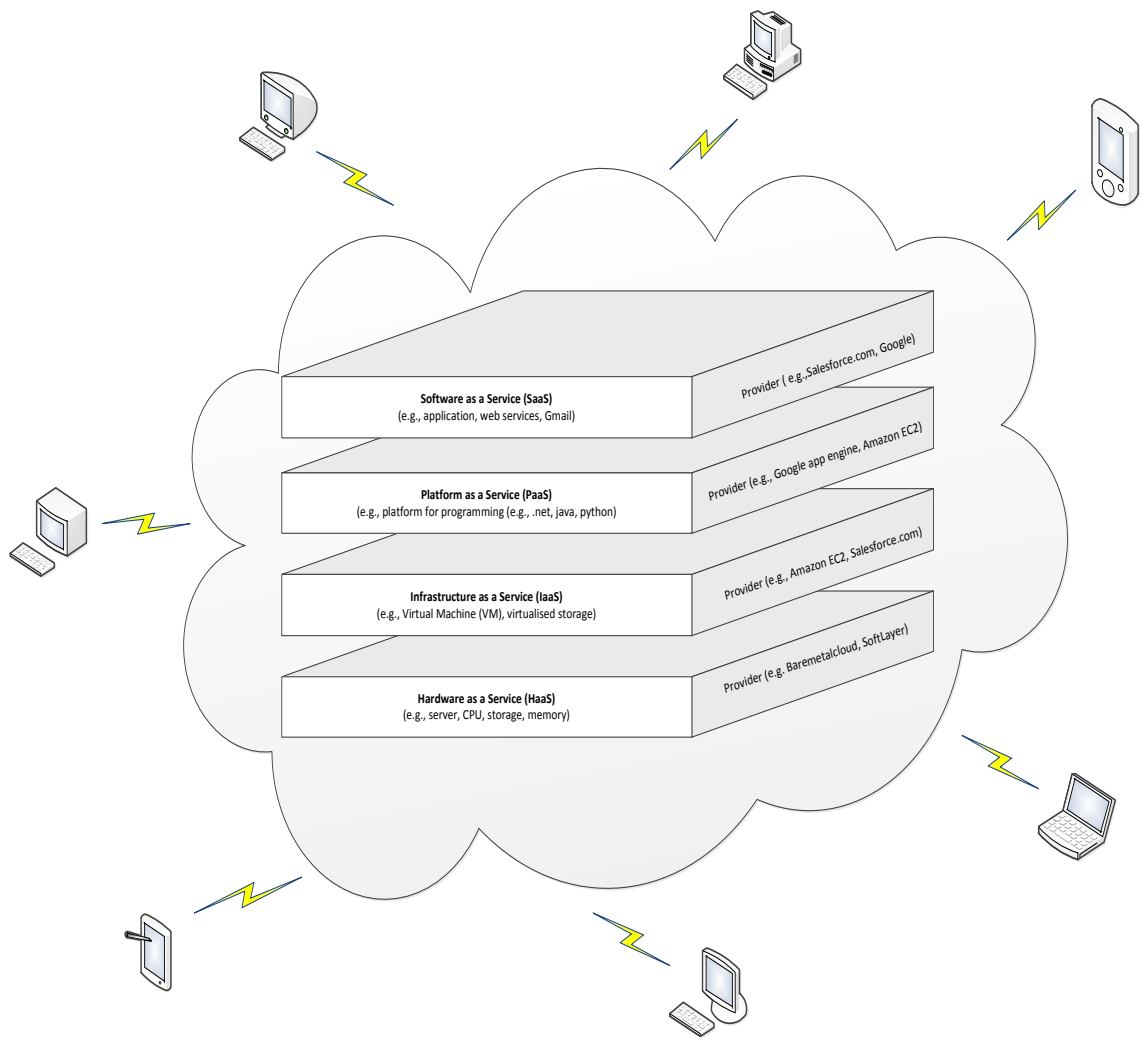 Software as a Service (SaaS)
(e.g., application, web services, Gmail)
Provider ( e.g.,Salesforce.com, Google)
Platform as a Service (PaaS)
(e.g., platform for programming (e.g., .net, java, python)
Provider (e.g., Google app engine, Amazon EC2)
Infrastructure as a Service (IaaS)
(e.g., Virtual Machine (VM), virtualised storage)
Provider (e.g., Amazon EC2, Salesforce.com)
Hardware as a Service (HaaS)
(e.g., server, CPU, storage, memory)
Provider (e.g. Baremetalcloud, SoftLayer)